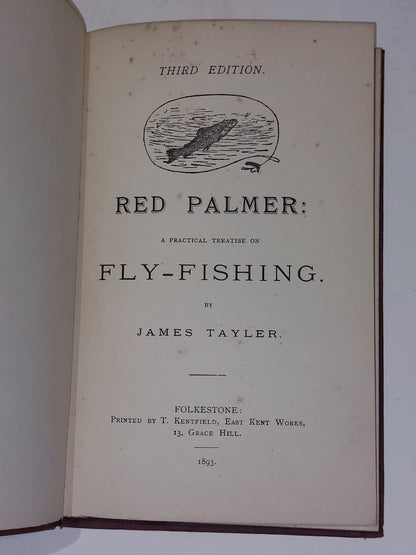 THIRD EDITION.
RED PALMER:
A PRACTICAL TREATISE ON
FLY-FISHING.
BY
JAMES TAYLER.
FOLKESTONE:
PRINTED BY T. KENTFIELD, EAST KENT WORKS,
13, GRACE HILL.
1893.